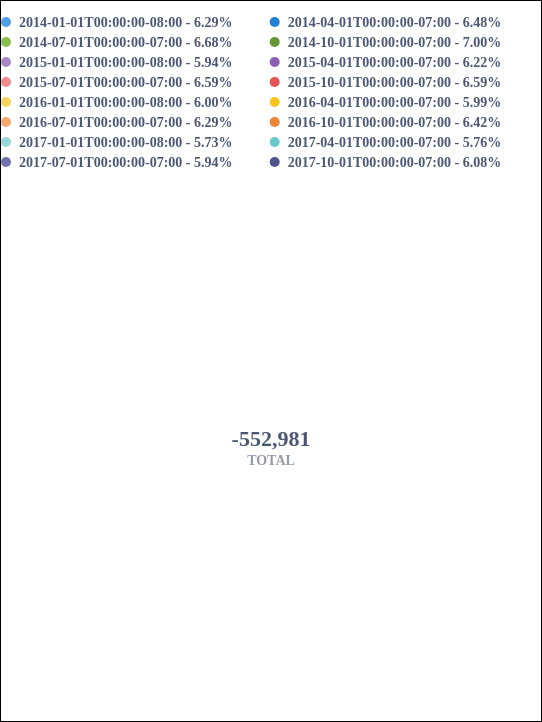 2014-01-01T00:00:00-08:00 - 6.29% 2014-04-01T00:00:00-07:00 - 6.48%
2014-07-01T00:00:00-07:00 - 6.68% 2014-10-01T00:00:00-07:00 - 7.00%
2015-01-01T00:00:00-08:00 - 5.94% 2015-04-01T00:00:00-07:00 - 6.22%
2015-07-01T00:00:00-07:00 - 6.59% 2015-10-01T00:00:00-07:00 - 6.59%
2016-01-01T00:00:00-08:00 - 6.00% 2016-04-01T00:00:00-07:00 - 5.99%
2016-07-01T00:00:00-07:00 - 6.29% 2016-10-01T00:00:00-07:00 - 6.42%
2017-01-01T00:00:00-08:00 - 5.73% 2017-04-01T00:00:00-07:00 - 5.76%
2017-07-01T00:00:00-07:00 - 5.94% 2017-10-01T00:00:00-07:00 - 6.08%
-552,981
TOTAL